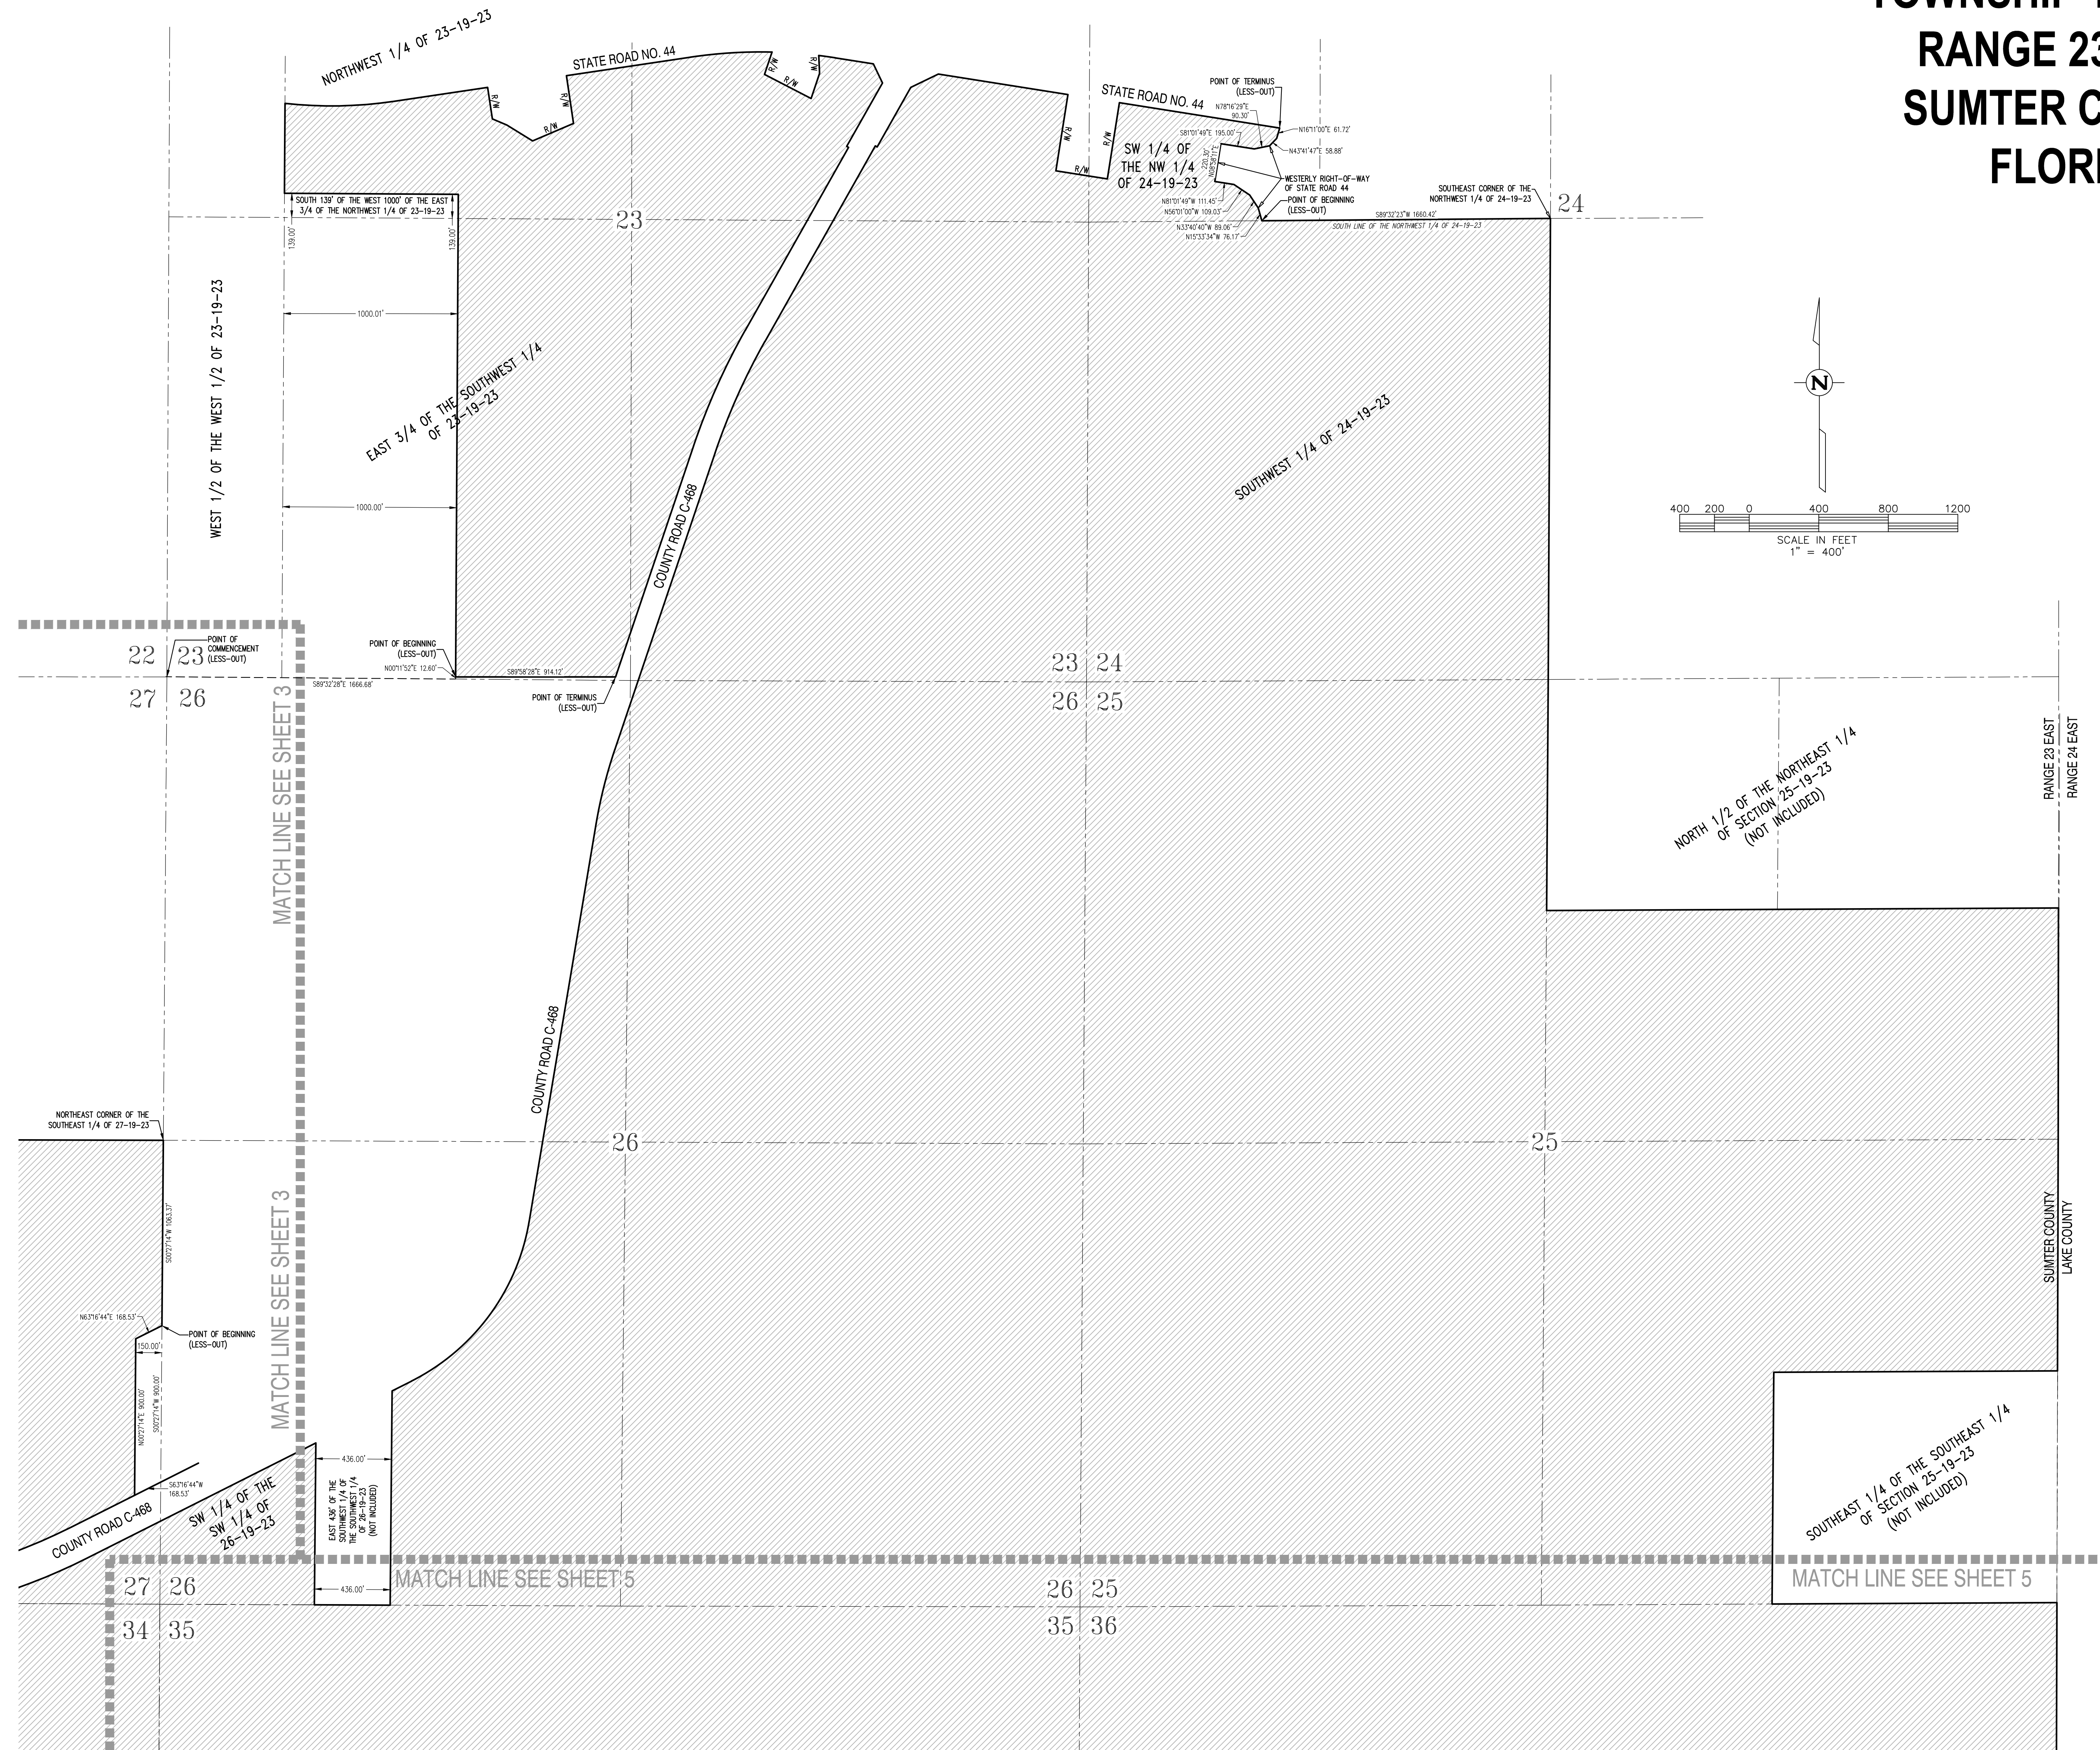 RANGE 23
SUMTER C
FLOR
NORTHWEST 1/4 OF 23-19-23
STATE ROAD NO. 44
R/W
R/W
R/W
R/W
R/W
R/W
STATE ROAD NO. 44
R/W
R/W
R/W
SW 1/4 OF
THE NW 1/4
OF 24-19-23
POINT OF TERMINUS
(LESS-OUT)
N78°16'29"E
90.30'
S81°01'49"E 195.00'
N16°11'00"E 61.72'
N43°41'47"E 58.88'
N08°58'11"E
220.30'
WESTERLY RIGHT-OF-WAY
OF STATE ROAD 44
POINT OF BEGINNING
(LESS-OUT)
N81°01'49"W 111.45'
N56°01'00"W 109.03'
N33°40'40"W 89.06'
N15°33'34"W 76.17'
SOUTHEAST CORNER OF THE
NORTHWEST 1/4 OF 24-19-23
S89°32'23"W 1660.42'
SOUTH LINE OF THE NORTHWEST 1/4 OF 24-19-23
24
SOUTH 139' OF THE WEST 1000' OF THE EAST
3/4 OF THE NORTHWEST 1/4 OF 23-19-23
139.00'
139.00'
23
WEST 1/2 OF THE WEST 1/2 OF 23-19-23
1000.01'
EAST 3/4 OF THE SOUTHWEST 1/4
OF 23-19-23
1000.00'
COUNTY ROAD C-468
SOUTHWEST 1/4 OF 24-19-23
N
400 200 0 400 800 1200
SCALE IN FEET
1" = 400'
22 23
27 26
POINT OF
COMMENCEMENT
(LESS-OUT)
POINT OF BEGINNING
(LESS-OUT)
N00°11'52"E 12.60'
S89°32'28"E 1666.68'
S89°58'28"E 914.12'
POINT OF TERMINUS
(LESS-OUT)
23 24
26 25
MATCH LINE SEE SHEET 3
NORTH 1/2 OF THE NORTHEAST 1/4
OF SECTION 25-19-23
(NOT INCLUDED)
RANGE 23 EAST
RANGE 24 EAST
COUNTY ROAD C-468
NORTHEAST CORNER OF THE
SOUTHEAST 1/4 OF 27-19-23
26
25
S00°27'14"W 1063.37'
MATCH LINE SEE SHEET 3
SUMTER COUNTY
LAKE COUNTY
N63°16'44"E 168.53'
POINT OF BEGINNING
(LESS-OUT)
150.00'
N00°27'14"E 900.00'
S00°27'14"W 900.00'
S63°16'44"W
168.53'
COUNTY ROAD C-468
SW 1/4 OF THE
SW 1/4 OF
26-19-23
436.00'
EAST 436' OF THE
SOUTHWEST 1/4 OF
THE SOUTHWEST 1/4
OF 26-19-23
(NOT INCLUDED)
436.00'
SOUTHEAST 1/4 OF THE SOUTHEAST 1/4
OF SECTION 25-19-23
(NOT INCLUDED)
MATCH LINE SEE SHEET 5
MATCH LINE SEE SHEET 5
27 26
34 35
26 25
35 36